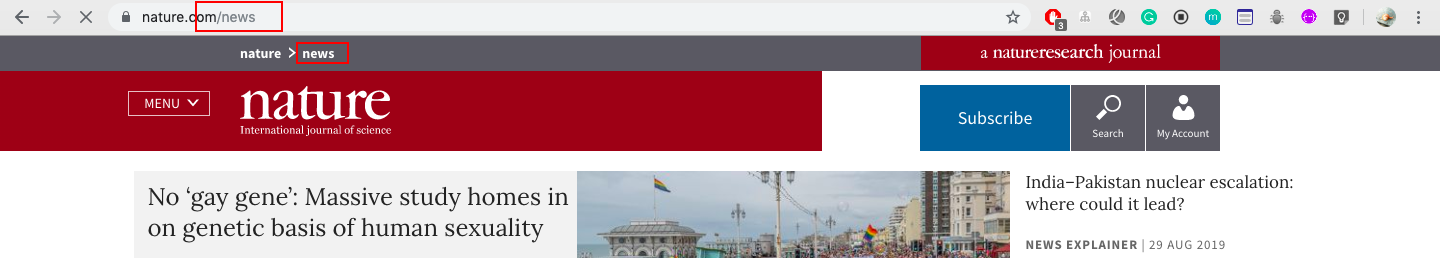 nature.com/news
3
nature > news
a natureresearch journal
MENU
nature
International journal of science
Subscribe
Search
My Account
No ‘gay gene’: Massive study homes in
on genetic basis of human sexuality
India–Pakistan nuclear escalation:
where could it lead?
NEWS EXPLAINER | 29 AUG 2019